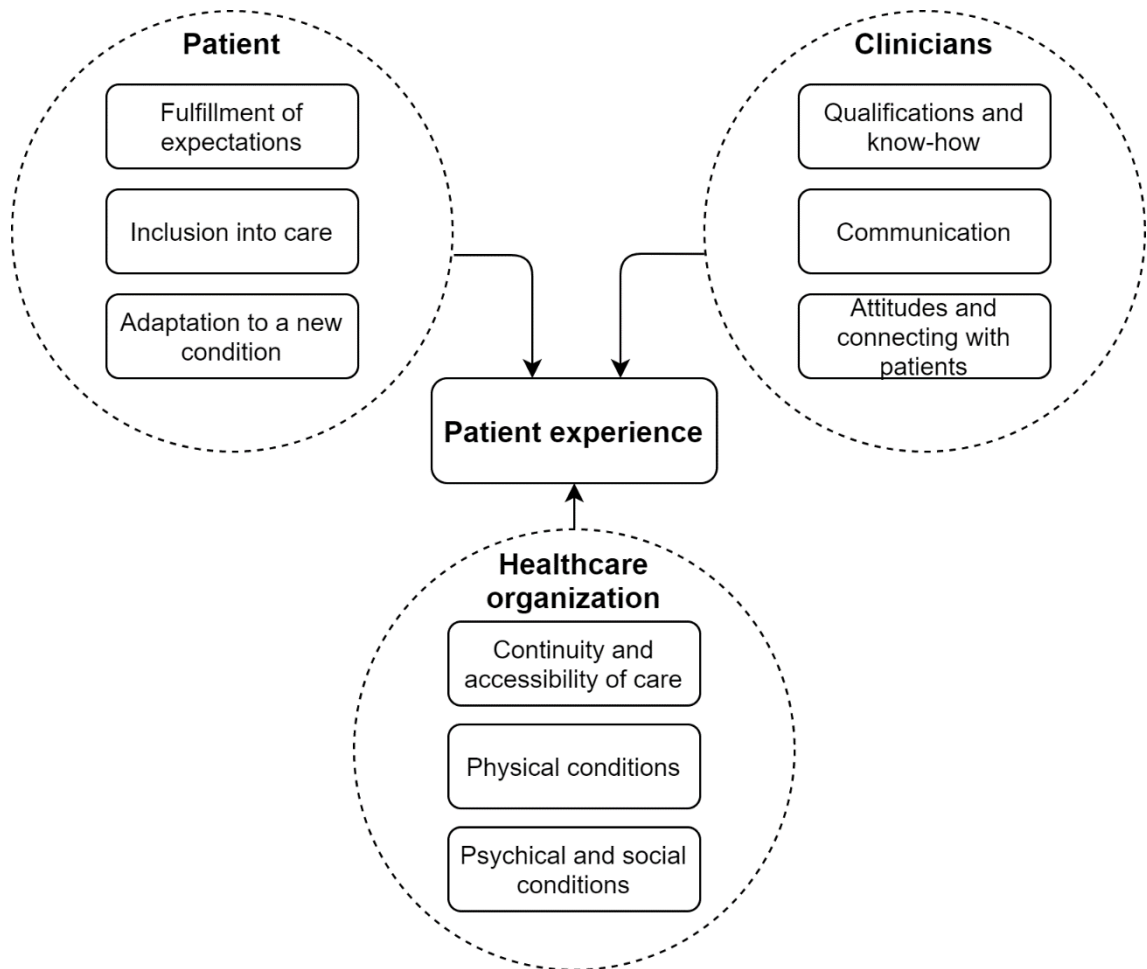 Patient
Fulfillment of
expectations
Inclusion into care
Adaptation to a new
condition
Clinicians
Qualifications and
know-how
Communication
Attitudes and
connecting with
patients
Patient experience
Healthcare
organization
Continuity and
accessibility of care
Physical conditions
Psychical and social
conditions